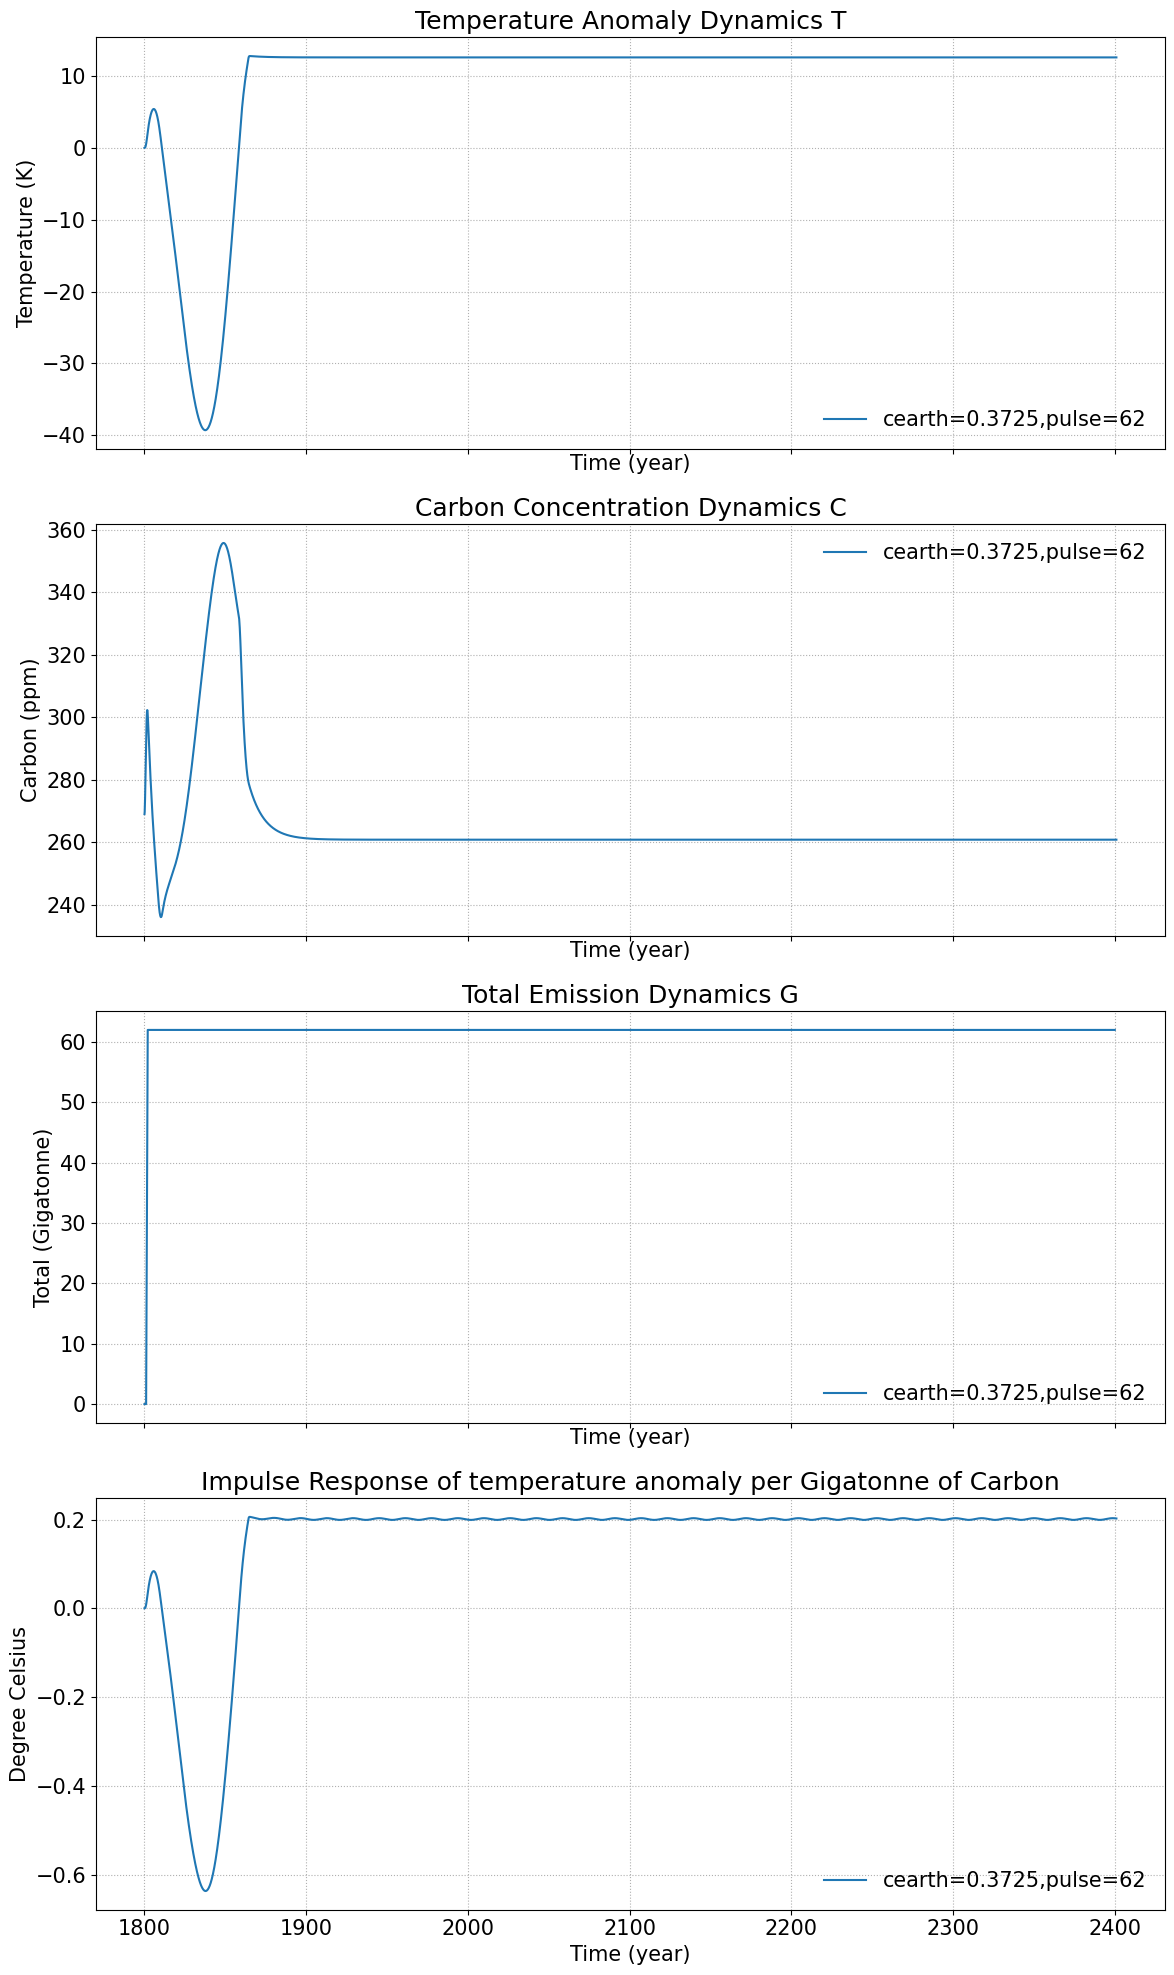 Temperature Anomaly Dynamics T
10
0
−10
−20
−30
−40
Temperature (K)
cearth=0.3725,pulse=62
Time (year)
Carbon Concentration Dynamics C
360
340
320
300
280
260
240
Carbon (ppm)
cearth=0.3725,pulse=62
Time (year)
Total Emission Dynamics G
60
50
40
30
20
10
0
Total (Gigatonne)
cearth=0.3725,pulse=62
Time (year)
Impulse Response of temperature anomaly per Gigatonne of Carbon
0.2
0.0
−0.2
−0.4
−0.6
Degree Celsius
cearth=0.3725,pulse=62
1800 1900 2000 2100 2200 2300 2400
Time (year)